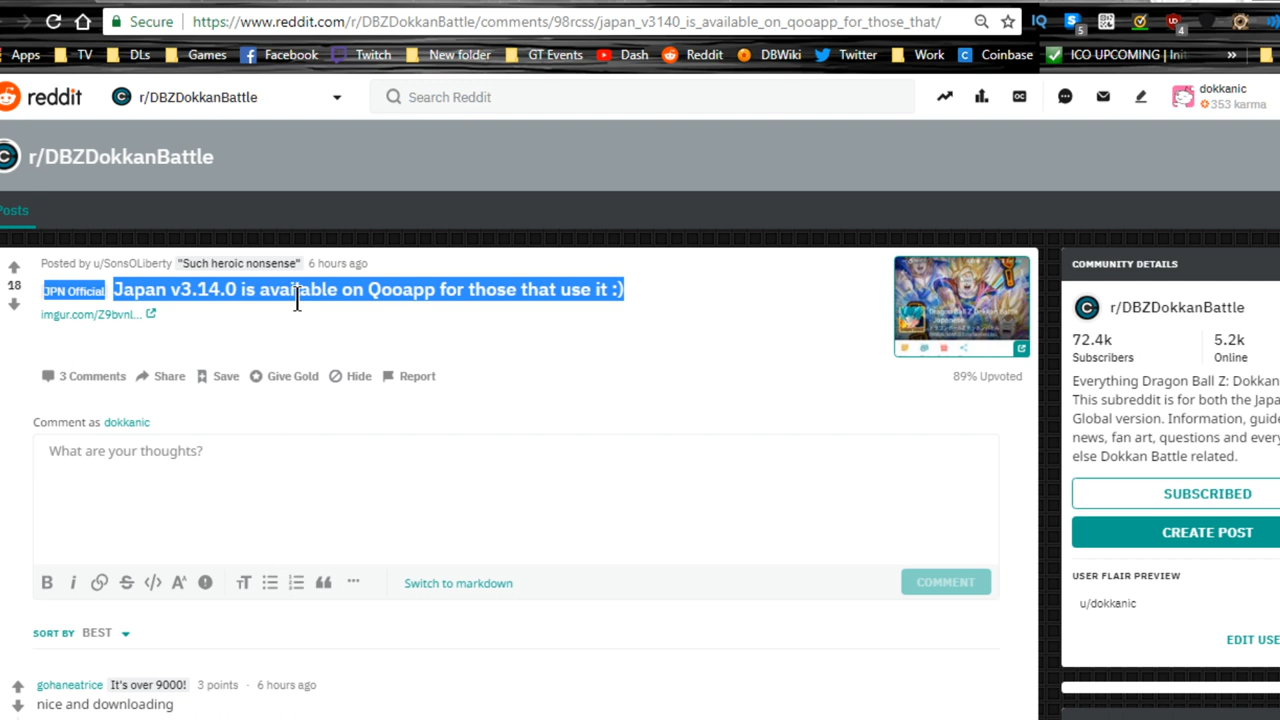 Secure https://www.reddit.com/r/DBZDokkanBattle/comments/98rcss/japan_v3140_is_available_on_qooapp_for_those_that/
Apps TV DLs Games Facebook Twitch New folder GT Events Dash Reddit DBWiki Twitter Work Coinbase ICO UPCOMING | Init »
reddit r/DBZDokkanBattle Search Reddit dokkanic
353 karma
r/DBZDokkanBattle
Posts
Posted by u/SonsOLiberty "Such heroic nonsense" 6 hours ago
18
JPN Official Japan v3.14.0 is available on Qooapp for those that use it :)
imgur.com/Z9bvnl...
3 Comments Share Save Give Gold Hide Report 89% Upvoted
Comment as dokkanic
What are your thoughts?
Switch to markdown COMMENT
SORT BY BEST
gohaneatrice It's over 9000! 3 points · 6 hours ago
nice and downloading
COMMUNITY DETAILS
r/DBZDokkanBattle
72.4k 5.2k
Subscribers Online
Everything Dragon Ball Z: Dokkan
This subreddit is for both the Japa
Global version. Information, guide
news, fan art, questions and every
else Dokkan Battle related.
SUBSCRIBED
CREATE POST
USER FLAIR PREVIEW
u/dokkanic
EDIT USE